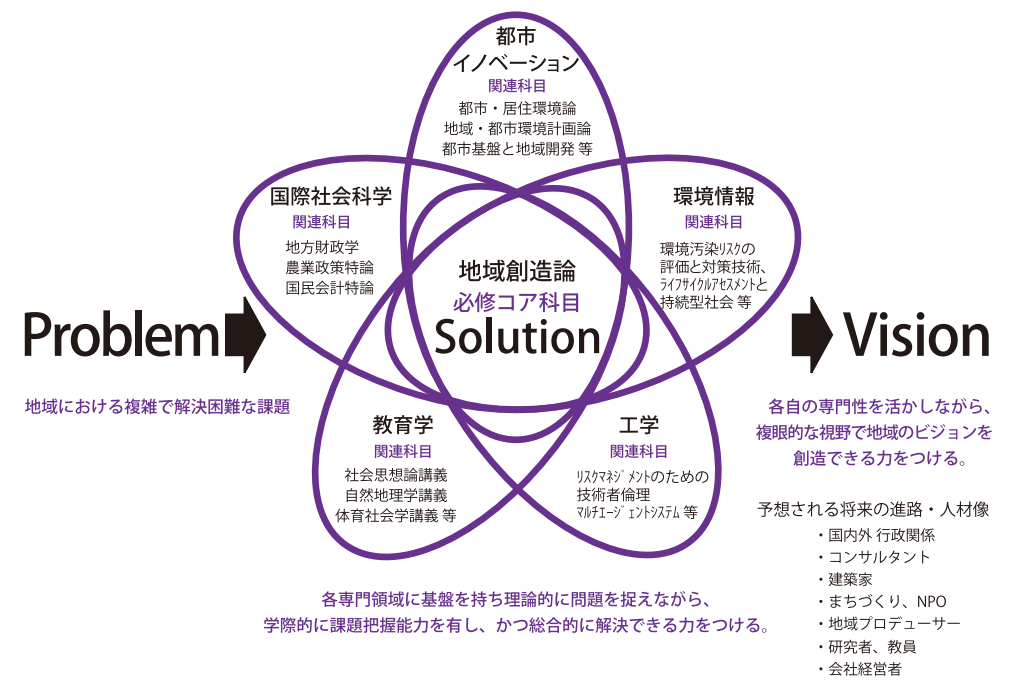 都市
イノベーション
関連科目
都市・居住環境論
地域・都市環境計画論
都市基盤と地域開発 等
国際社会科学
関連科目
地方財政学
農業政策特論
国民会計特論
環境情報
関連科目
環境汚染ﾘｽｸの
評価と対策技術、
ﾗｲﾌｻｲｸﾙｱｾｽﾒﾝﾄと
持続型社会 等
地域創造論
必修コア科目
Solution
Problem
地域における複雑で解決困難な課題
Vision
各自の専門性を活かしながら、
複眼的な視野で地域のビジョンを
創造できる力をつける。
教育学
関連科目
社会思想論講義
自然地理学講義
体育社会学講義 等
工学
関連科目
ﾘｽｸﾏﾈｼﾞﾒﾝﾄのための
技術者倫理
ﾏﾙﾁｴｰｼﾞｪﾝﾄｼｽﾃﾑ 等
予想される将来の進路・人材像
・国内外 行政関係
・コンサルタント
・建築家
・まちづくり、NPO
・地域プロデューサー
・研究者、教員
・会社経営者
各専門領域に基盤を持ち理論的に問題を捉えながら、
学際的に課題把握能力を有し、かつ総合的に解決できる力をつける。